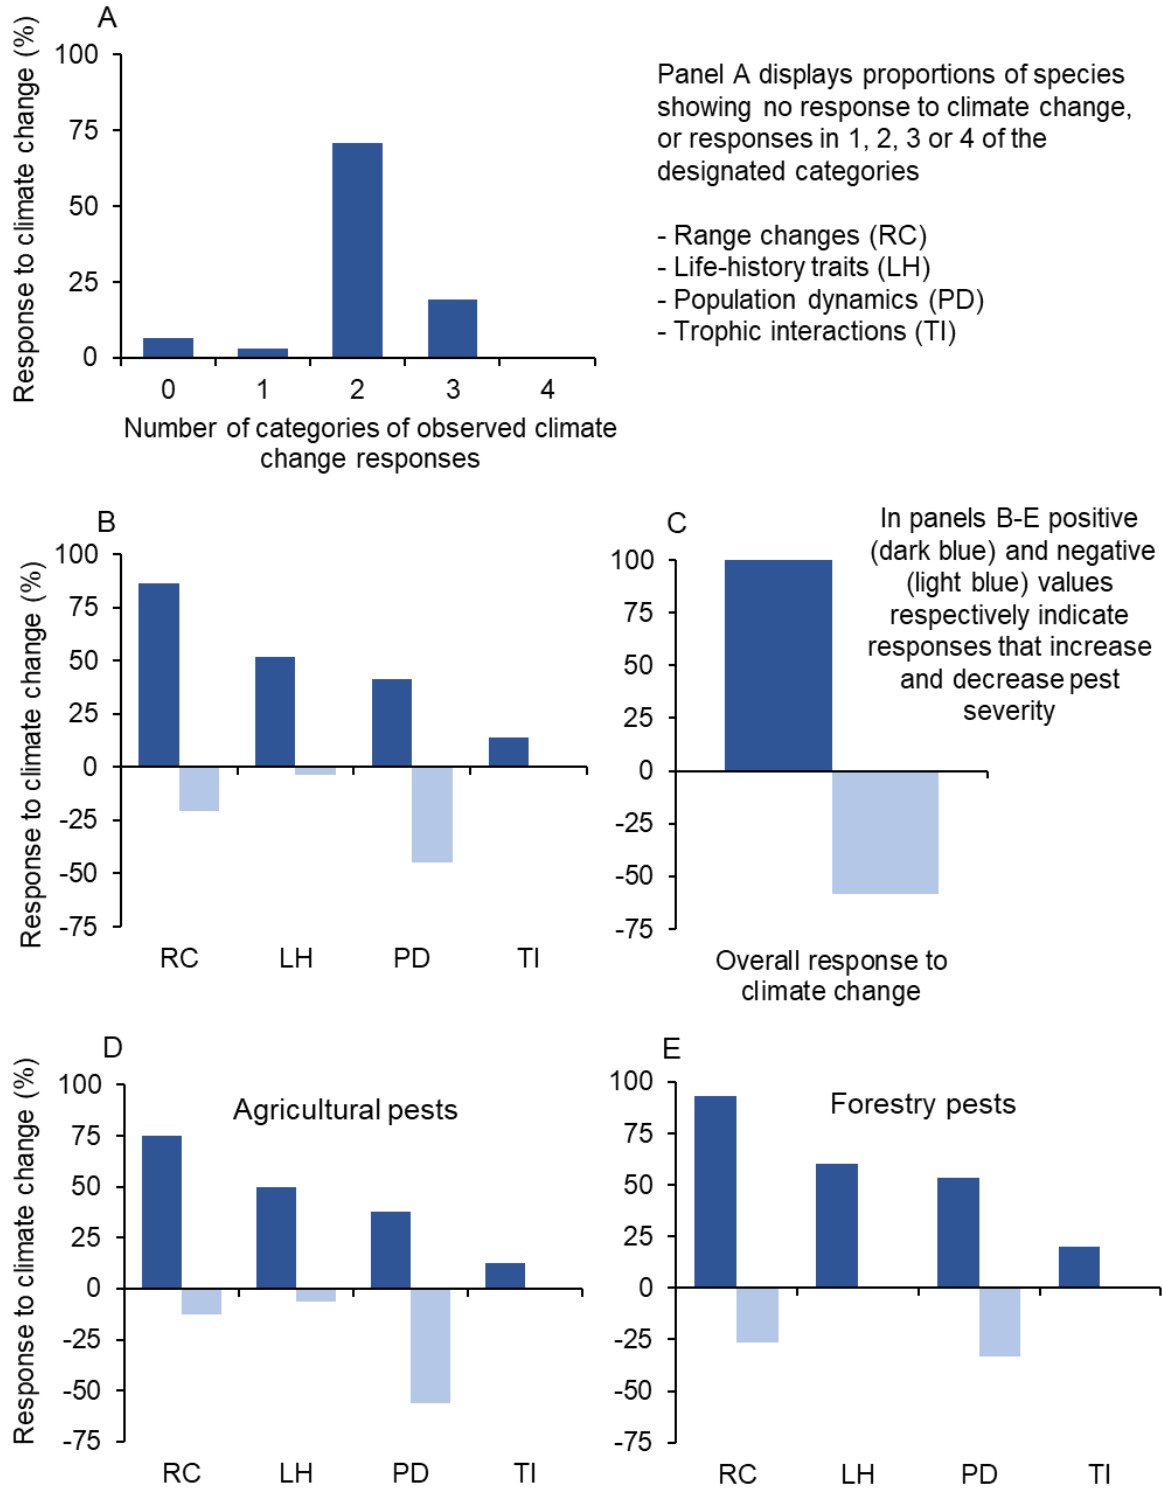 A
Response to climate change (%)
100
75
50
25
0
0 1 2 3 4
Number of categories of observed climate
change responses
Panel A displays proportions of species
showing no response to climate change,
or responses in 1, 2, 3 or 4 of the
designated categories
- Range changes (RC)
- Life-history traits (LH)
- Population dynamics (PD)
- Trophic interactions (TI)
B
Response to climate change (%)
100
75
50
25
0
-25
-50
-75
RC LH PD TI
C
100
75
50
25
0
-25
-50
-75
Overall response to
climate change
In panels B-E positive
(dark blue) and negative
(light blue) values
respectively indicate
responses that increase
and decrease pest
severity
D
Response to climate change (%)
100
75
50
25
0
-25
-50
-75
Agricultural pests
RC LH PD TI
E
100
75
50
25
0
-25
-50
-75
Forestry pests
RC LH PD TI